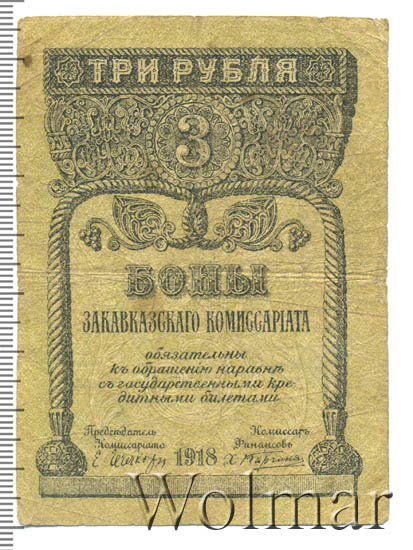 ТРИ РУБЛЯ
3
БОНЫ
ЗАКАВКАЗСКАГО КОМИССАРІАТА
обязательны
къ обращенію наравнѣ
съ государственными кре-
дитными билетами
Предсѣдатель Комиссаръ
Комиссаріата Финансовъ
1918
Wolmar